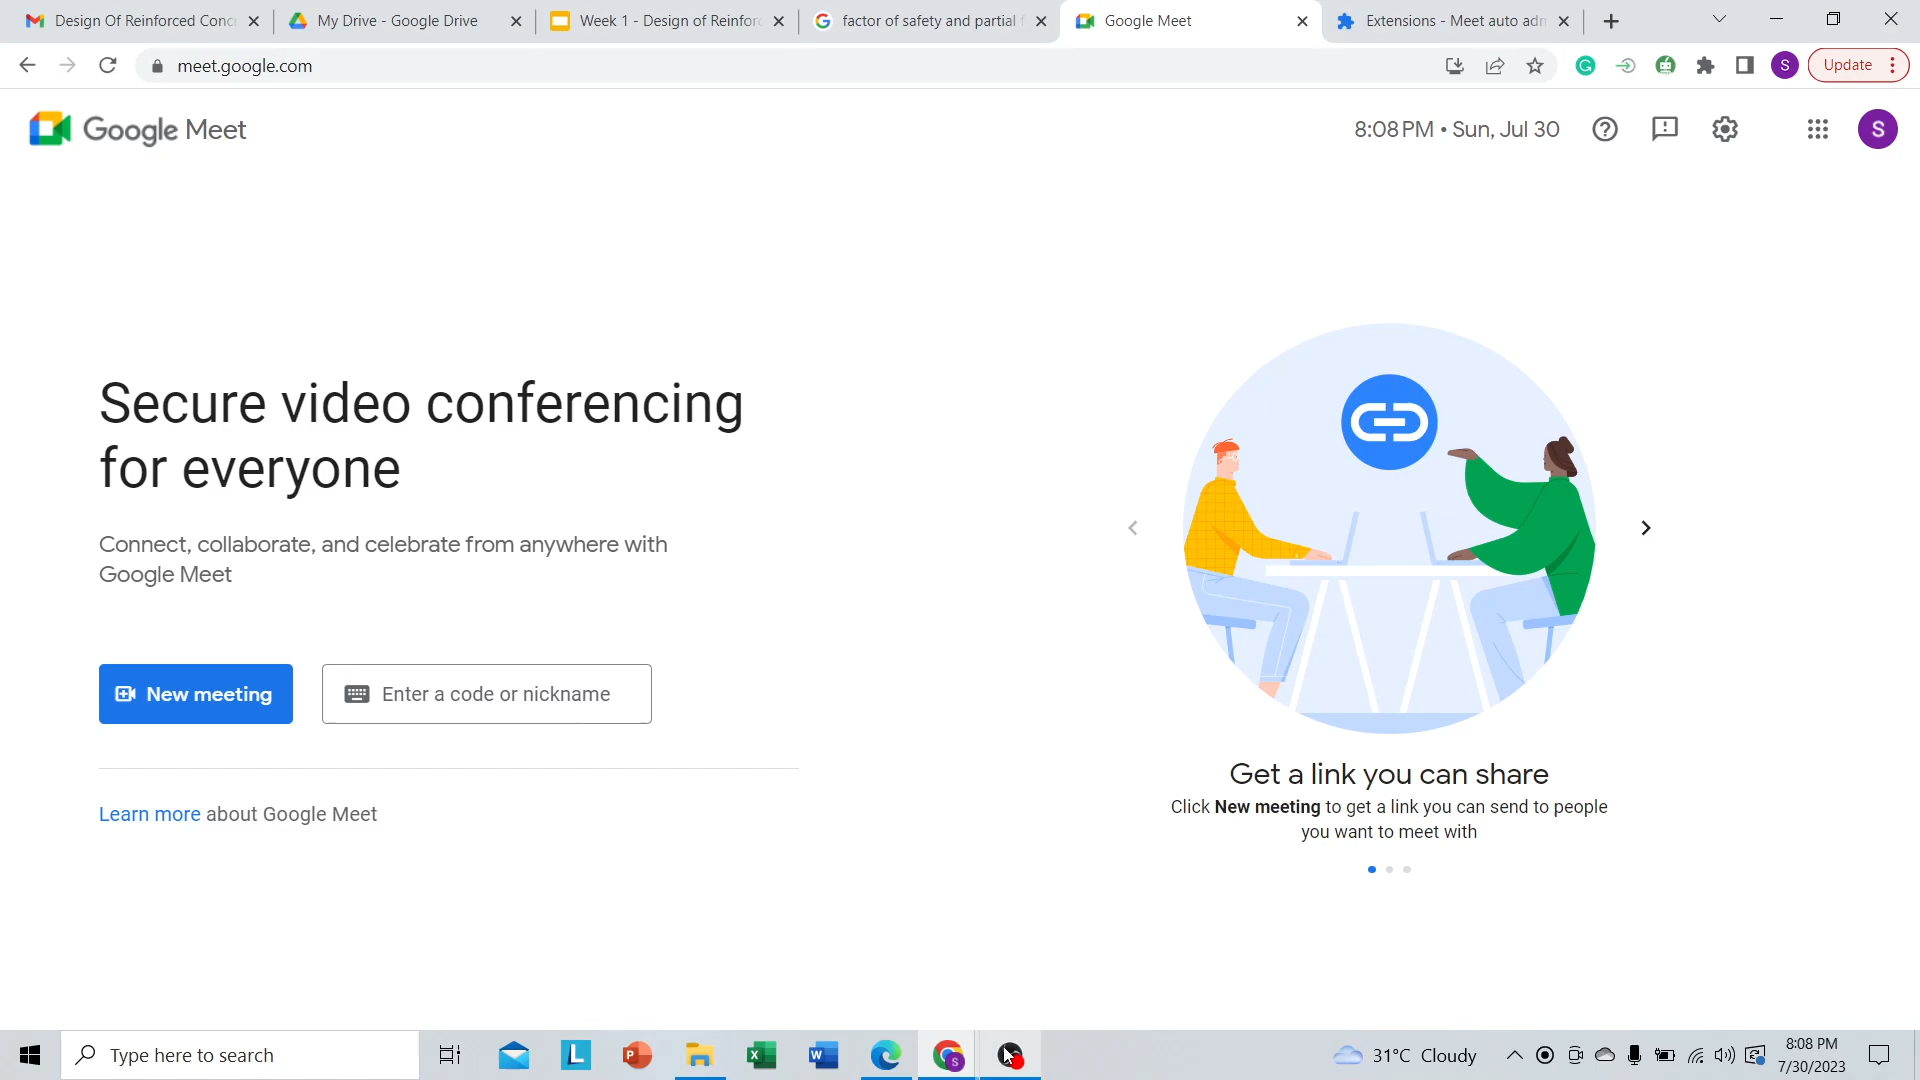 Design Of Reinforced Conc
My Drive - Google Drive
Week 1 - Design of Reinforc
factor of safety and partial f
Google Meet
Extensions - Meet auto adm
meet.google.com
G
S
Update
Google Meet
8:08 PM • Sun, Jul 30
S
Secure video conferencing
for everyone
Connect, collaborate, and celebrate from anywhere with
Google Meet
New meeting
Enter a code or nickname
Learn more about Google Meet
Get a link you can share
Click New meeting to get a link you can send to people
you want to meet with
Type here to search
L
P
X
W
S
31°C Cloudy
8:08 PM
7/30/2023